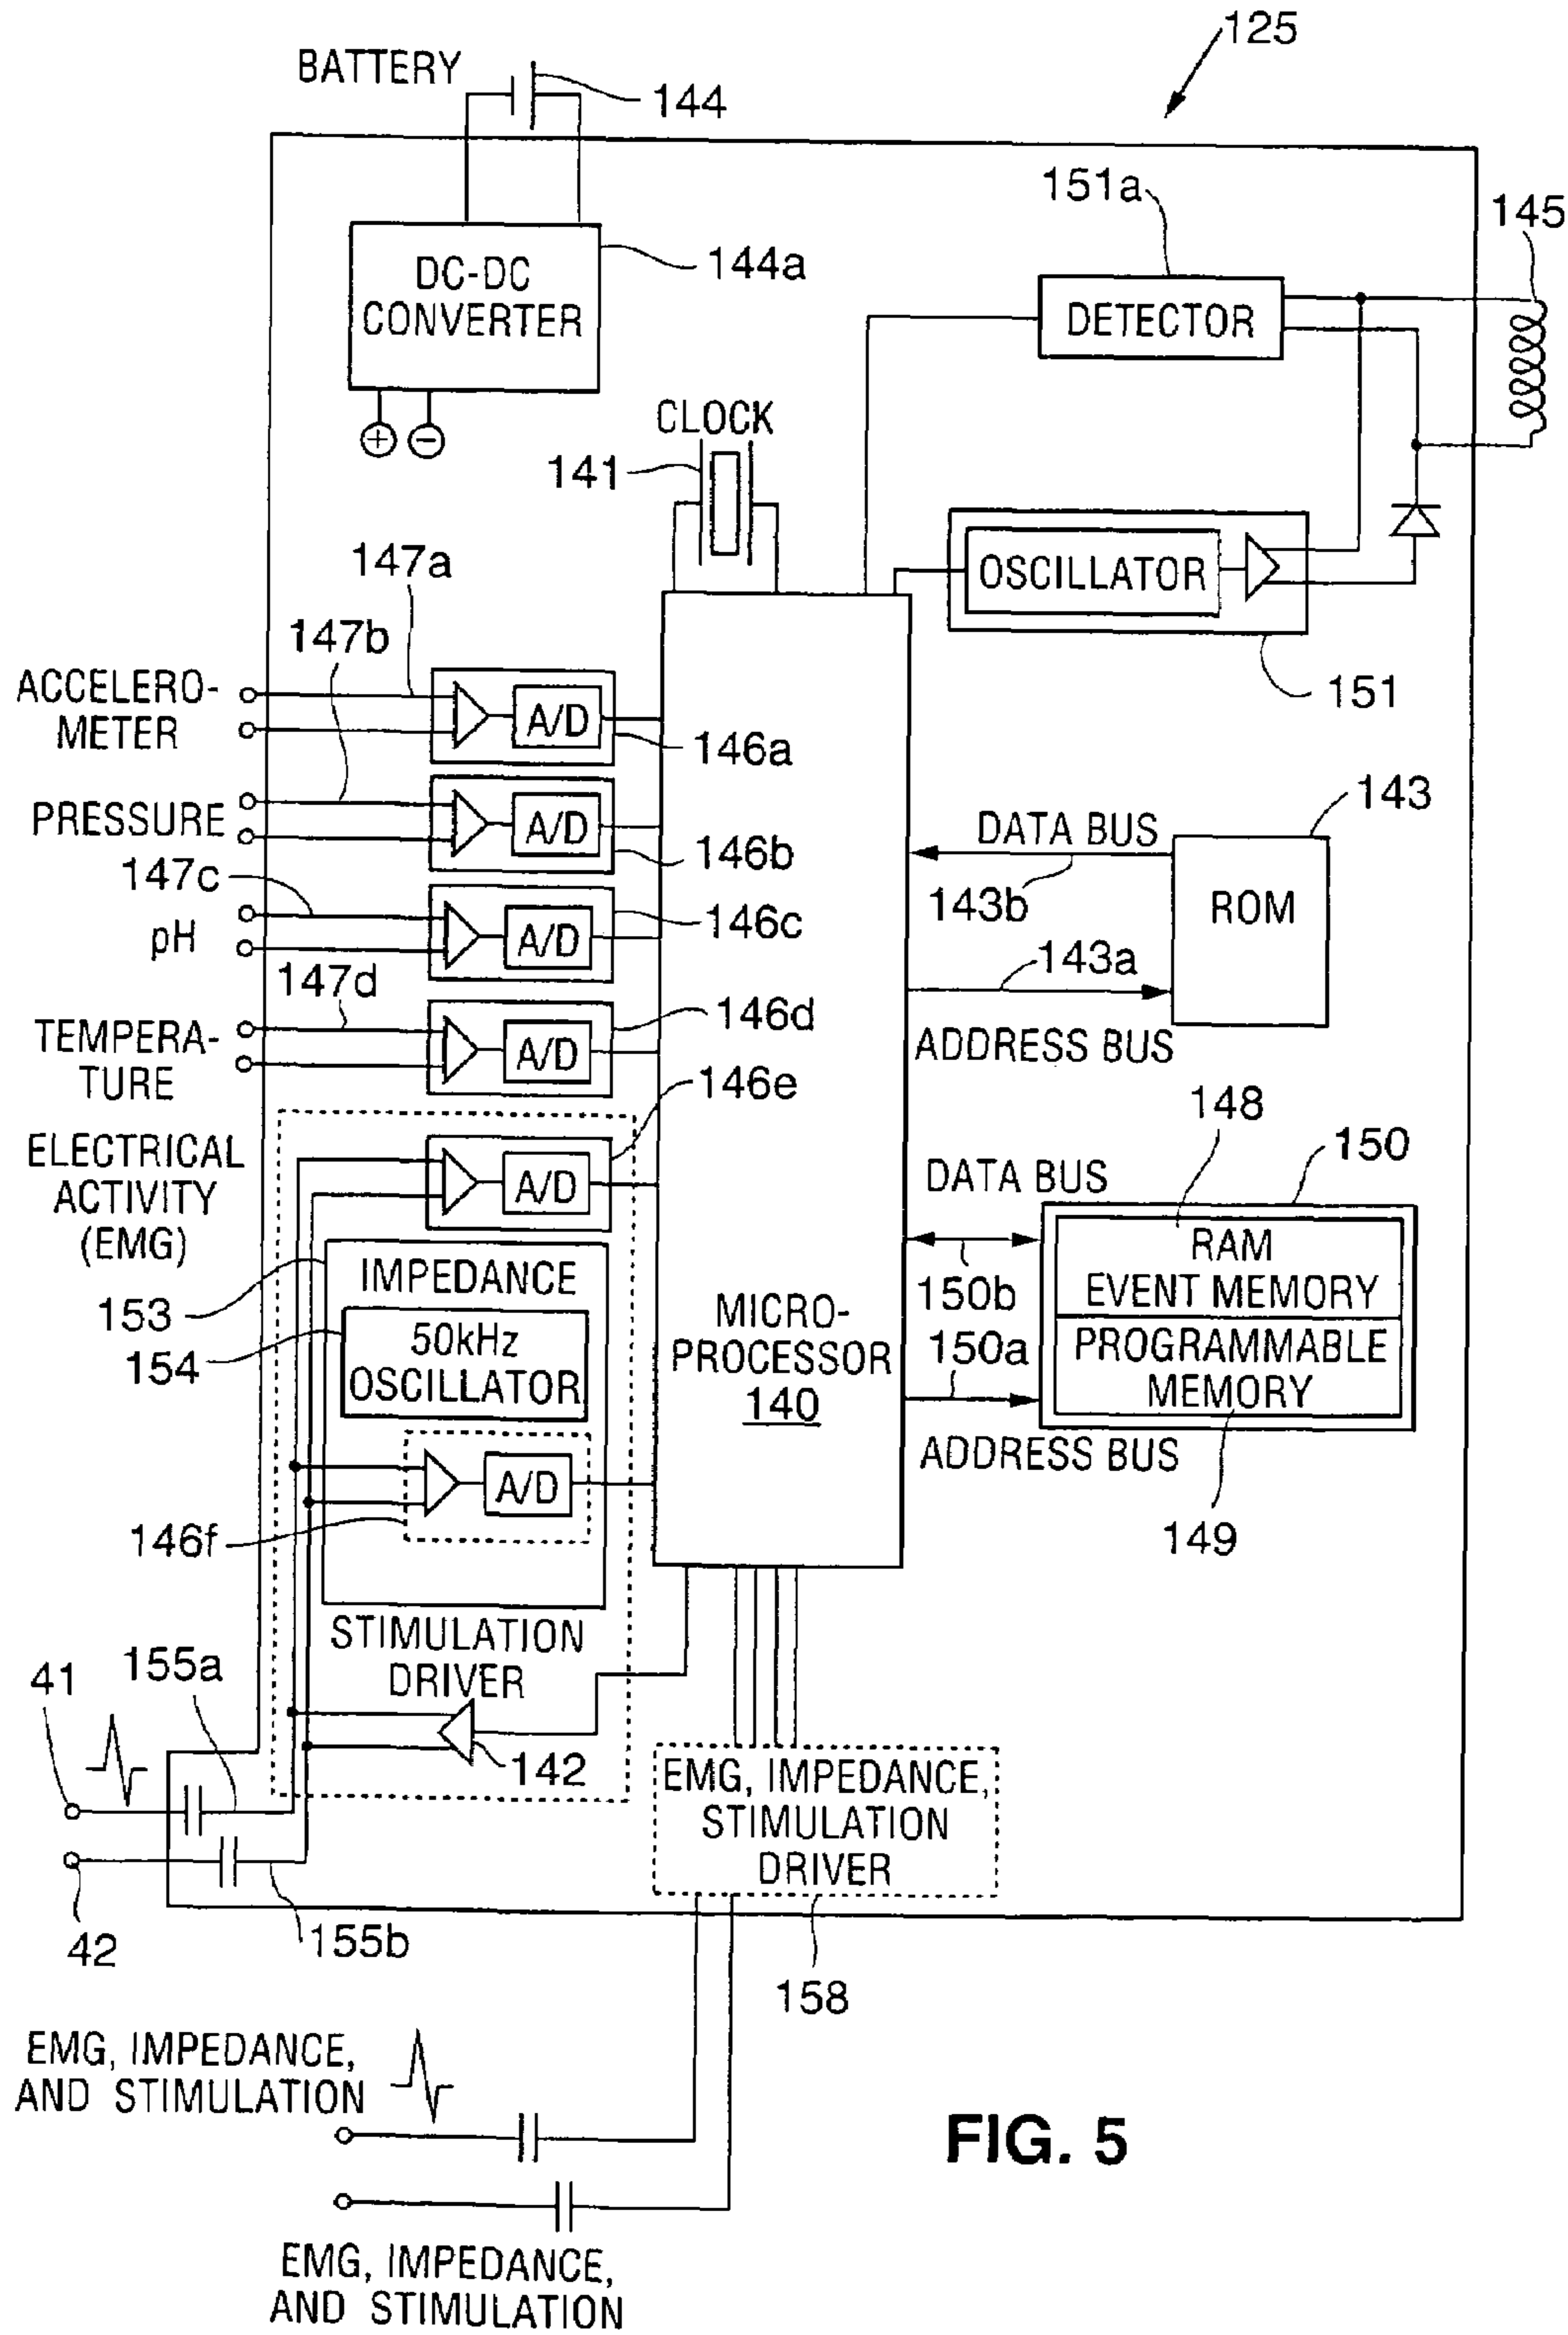 125
BATTERY
144
151a
145
DC-DC
CONVERTER
144a
DETECTOR
CLOCK
141
147a
OSCILLATOR
147b
151
ACCELERO-
METER
A/D
146a
PRESSURE
A/D
146b
DATA BUS
143
147c
143b
ROM
pH
A/D
146c
143a
147d
146d
TEMPERA-
TURE
A/D
ADDRESS BUS
146e
148
ELECTRICAL
ACTIVITY
(EMG)
A/D
DATA BUS
150
RAM
EVENT MEMORY
153
IMPEDANCE
150b
154
50kHz
OSCILLATOR
MICRO-
PROCESSOR
140
150a
PROGRAMMABLE
MEMORY
ADDRESS BUS
A/D
146f
149
STIMULATION
DRIVER
41
155a
142
EMG, IMPEDANCE,
STIMULATION
DRIVER
42
155b
158
EMG, IMPEDANCE,
AND STIMULATION
FIG. 5
EMG, IMPEDANCE,
AND STIMULATION